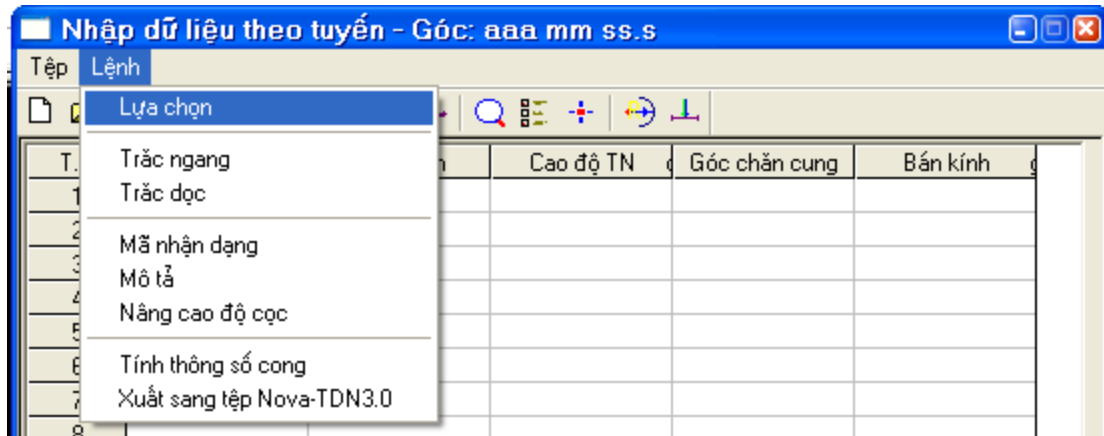 Nhập dữ liệu theo tuyến - Góc: aaa mm ss.s
Tệp Lệnh
Lựa chọn
T. Cao độ TN Góc chắn cung Bán kính
Trắc ngang
1
Trắc dọc
2
Mã nhận dạng
3
Mô tả
4
Nâng cao độ cọc
5
6
Tính thông số cong
7
Xuất sang tệp Nova-TDN3.0
8